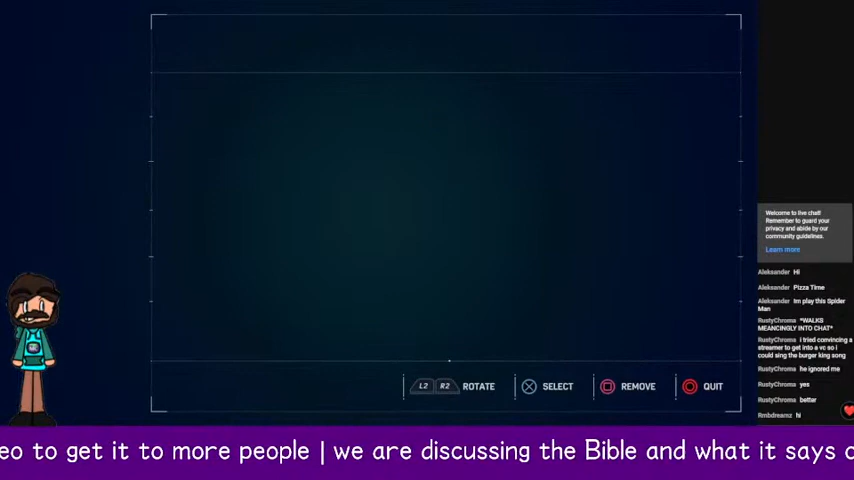 Welcome to live chat!
Remember to guard your
privacy and abide by our
community guidelines.
Learn more
Aleksander Hi
Aleksander Pizza Time
Aleksander Im play this Spider
Man
RustyChroma *WALKS
MEANCINGLY INTO CHAT*
RustyChroma i tried convincing a
streamer to get into a vc so i
could sing the burger king song
RustyChroma he ignored me
RustyChroma yes
RustyChroma better
Rmbdreamz hi
L2 R2 ROTATE SELECT REMOVE QUIT
eo to get it to more people | we are discussing the Bible and what it says o